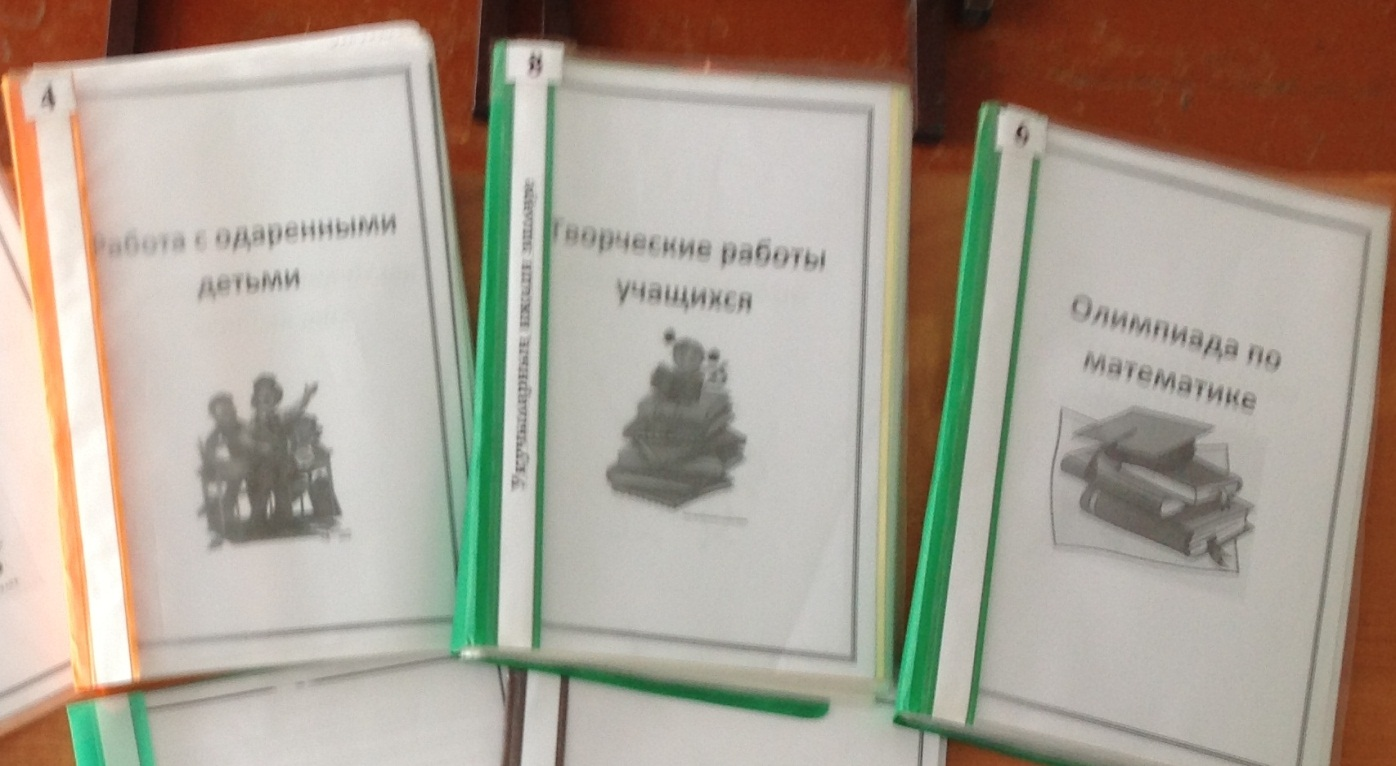 4
Работа с одаренными
детьми
8
Творческие работы
учащихся
9
Олимпиада по
математике